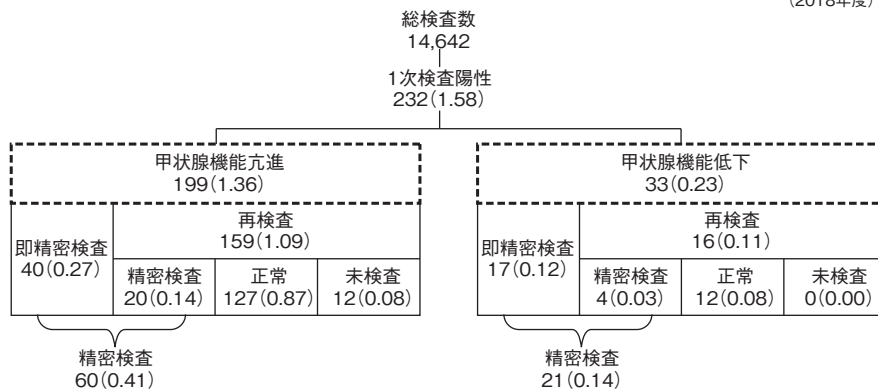 （2018年度）
総検査数
14,642
1次検査陽性
232（1.58）
甲状腺機能亢進
199（1.36）
即精密検査
40（0.27）
再検査
159（1.09）
精密検査
20（0.14）
正常
127（0.87）
未検査
12（0.08）
精密検査
60（0.41）
甲状腺機能低下
33（0.23）
即精密検査
17（0.12）
再検査
16（0.11）
精密検査
4（0.03）
正常
12（0.08）
未検査
0（0.00）
精密検査
21（0.14）